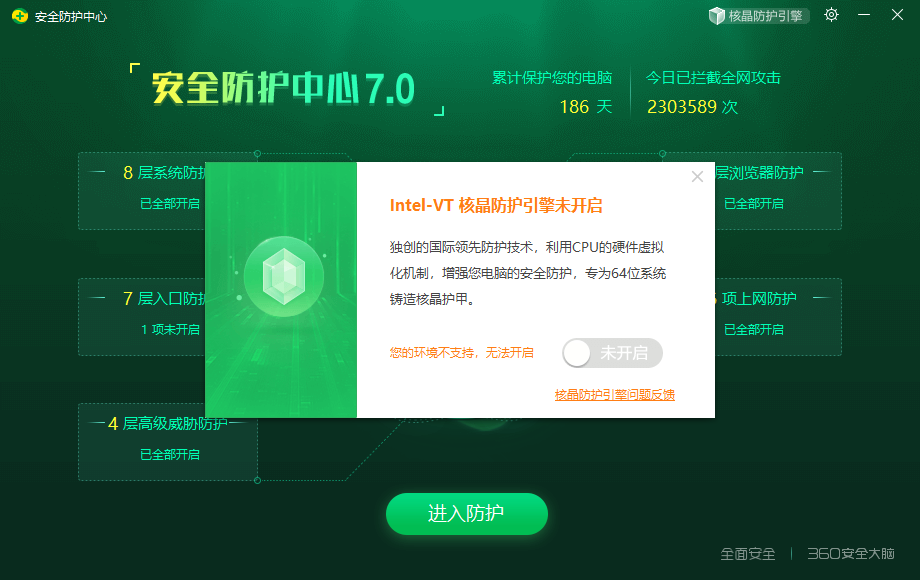 安全防护中心
核晶防护引擎
安全防护中心7.0
累计保护您的电脑
186 天
今日已拦截全网攻击
2303589 次
8 层系统防护
已全部开启
层浏览器防护
已全部开启
Intel-VT 核晶防护引擎未开启
独创的国际领先防护技术，利用CPU的硬件虚拟
化机制，增强您电脑的安全防护，专为64位系统
铸造核晶护甲。
7 层入口防护
1 项未开启
项上网防护
已全部开启
您的环境不支持，无法开启
未开启
核晶防护引擎问题反馈
4 层高级威胁防护
已全部开启
进入防护
全面安全 | 360安全大脑